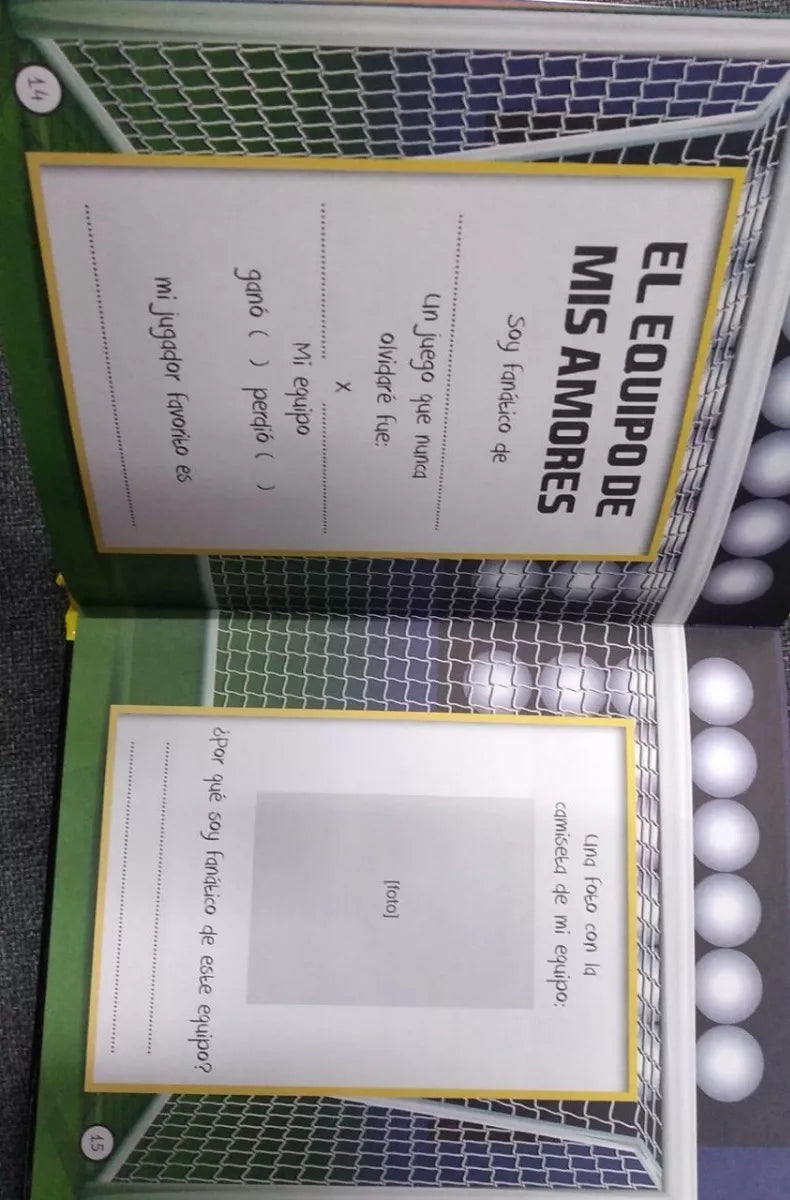 EL EQUIPO DE
MIS AMORES
Soy fanático de
un juego que nunca
olvidaré fue:
x
Mi equipo
ganó ( ) perdió ( )
mi jugador favorito es
14
una foto con la
camiseta de mi equipo:
[foto]
¿Por qué soy fanático de este equipo?
15